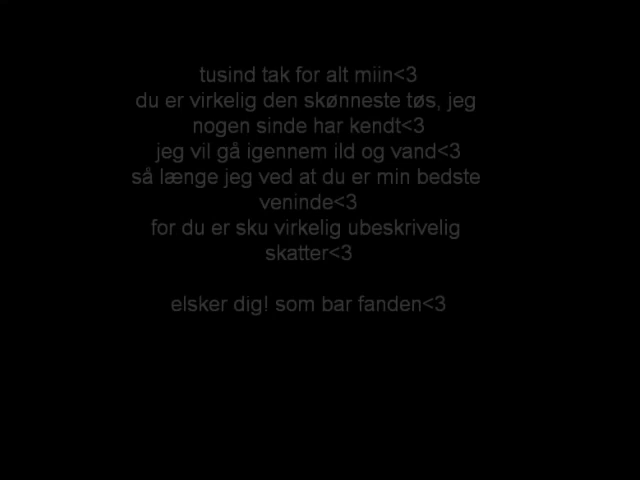 tusind tak for alt miin<3
du er virkelig den skønneste tøs, jeg
nogen sinde har kendt<3
jeg vil gå igennem ild og vand<3
så længe jeg ved at du er min bedste
veninde<3
for du er sku virkelig ubeskrivelig
skatter<3
elsker dig! som bar fanden<3